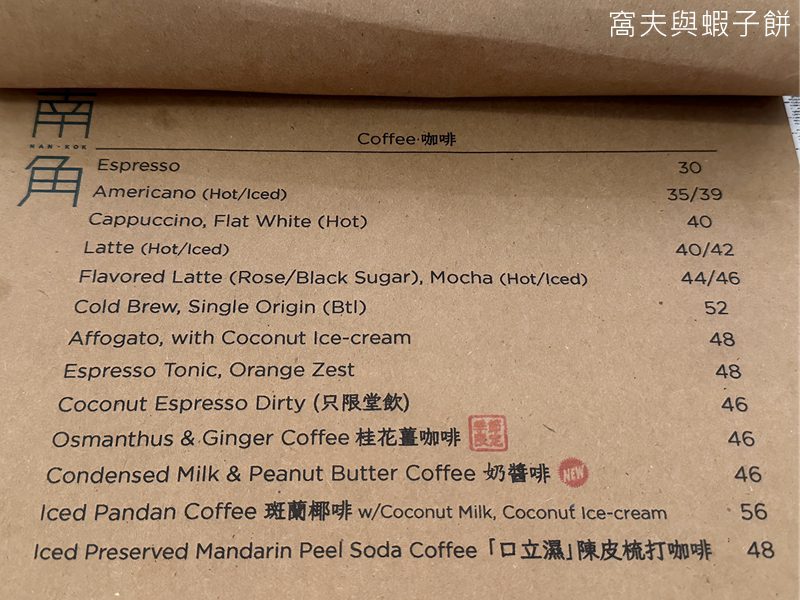 窩夫與蝦子餅
南
NAN-KOK
角
Coffee·咖啡
Espresso 30
Americano (Hot/Iced) 35/39
Cappuccino, Flat White (Hot) 40
Latte (Hot/Iced) 40/42
Flavored Latte (Rose/Black Sugar), Mocha (Hot/Iced) 44/46
Cold Brew, Single Origin (Btl) 52
Affogato, with Coconut Ice-cream 48
Espresso Tonic, Orange Zest 48
Coconut Espresso Dirty (只限堂飲) 46
Osmanthus & Ginger Coffee 桂花薑咖啡 季節限定 46
Condensed Milk & Peanut Butter Coffee 奶醬啡 NEW 46
Iced Pandan Coffee 斑蘭椰啡 w/Coconut Milk, Coconut Ice-cream 56
Iced Preserved Mandarin Peel Soda Coffee 「口立濕」陳皮梳打咖啡 48